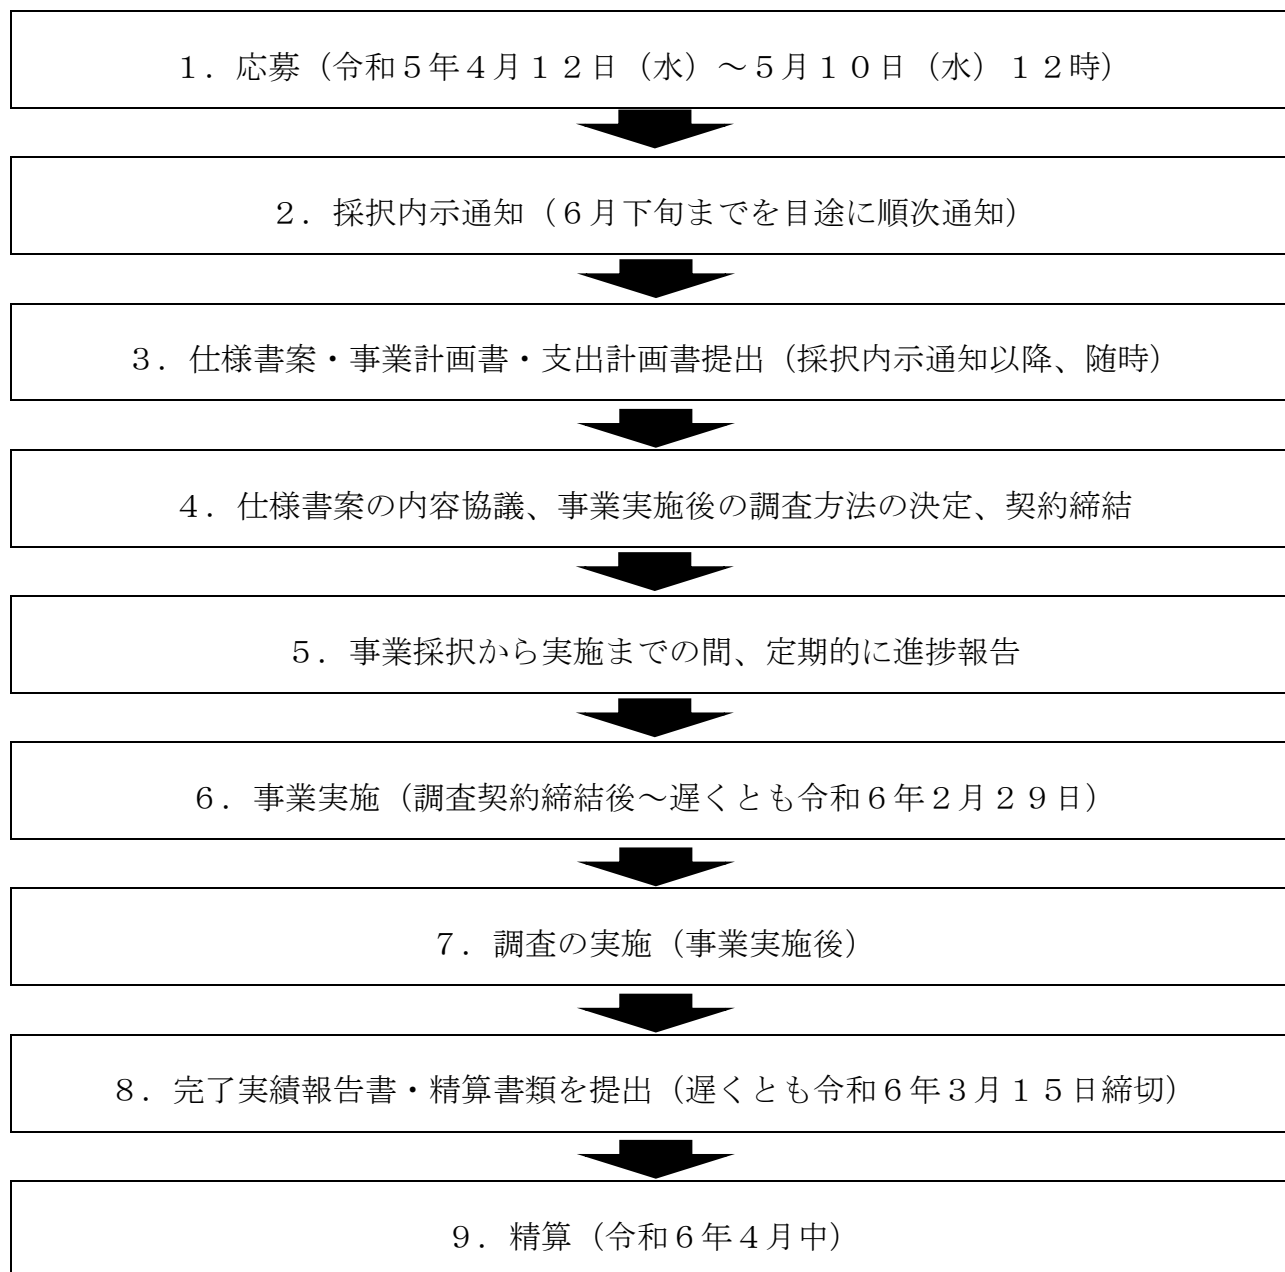 １．応募（令和５年４月１２日（水）～５月１０日（水）１２時）
２．採択内示通知（６月下旬までを目途に順次通知）
３．仕様書案・事業計画書・支出計画書提出（採択内示通知以降、随時）
４．仕様書案の内容協議、事業実施後の調査方法の決定、契約締結
５．事業採択から実施までの間、定期的に進捗報告
６．事業実施（調査契約締結後～遅くとも令和６年２月２９日）
７．調査の実施（事業実施後）
８．完了実績報告書・精算書類を提出（遅くとも令和６年３月１５日締切）
９．精算（令和６年４月中）